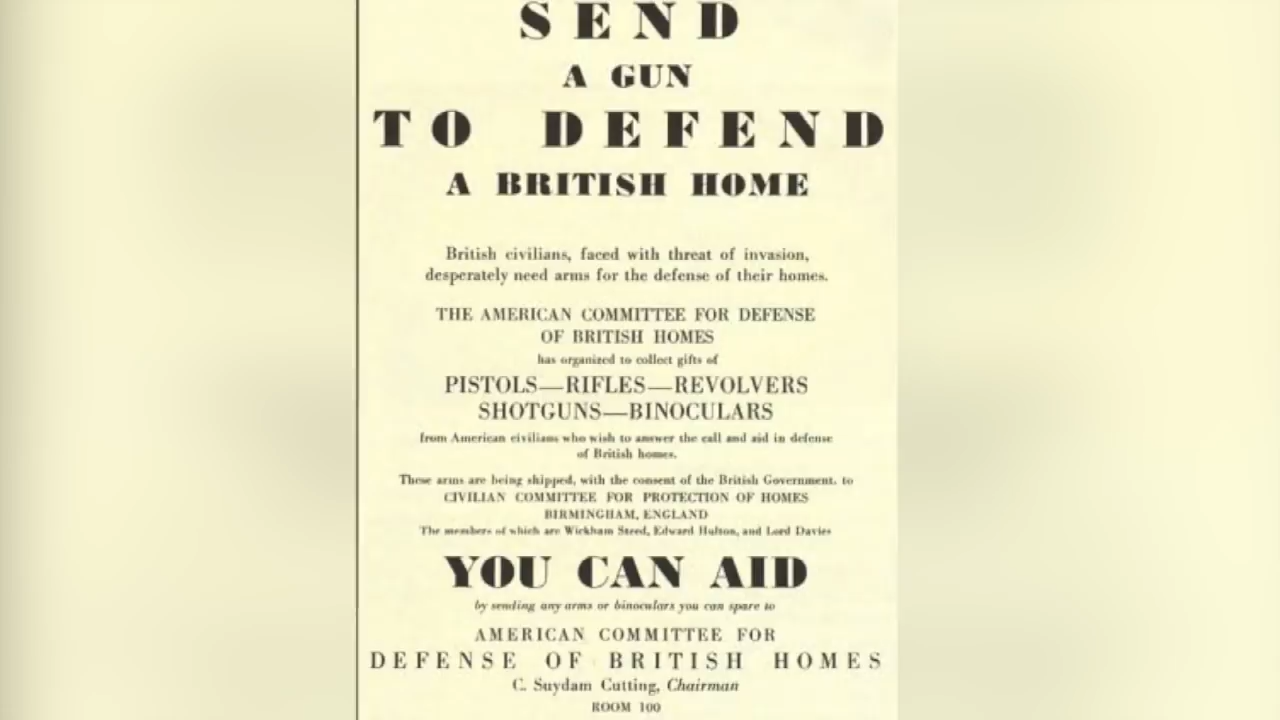 SEND
A GUN
TO DEFEND
A BRITISH HOME
British civilians, faced with threat of invasion,
desperately need arms for the defense of their homes.
THE AMERICAN COMMITTEE FOR DEFENSE
OF BRITISH HOMES
has organized to collect gifts of
PISTOLS—RIFLES—REVOLVERS
SHOTGUNS—BINOCULARS
from American civilians who wish to answer the call and aid in defense
of British homes.
These arms are being shipped, with the consent of the British Government, to
CIVILIAN COMMITTEE FOR PROTECTION OF HOMES
BIRMINGHAM, ENGLAND
The members of which are Wickham Steed, Edward Hulton, and Lord Davies
YOU CAN AID
by sending any arms or binoculars you can spare to
AMERICAN COMMITTEE FOR
DEFENSE OF BRITISH HOMES
C. Suydam Cutting, Chairman
ROOM 100